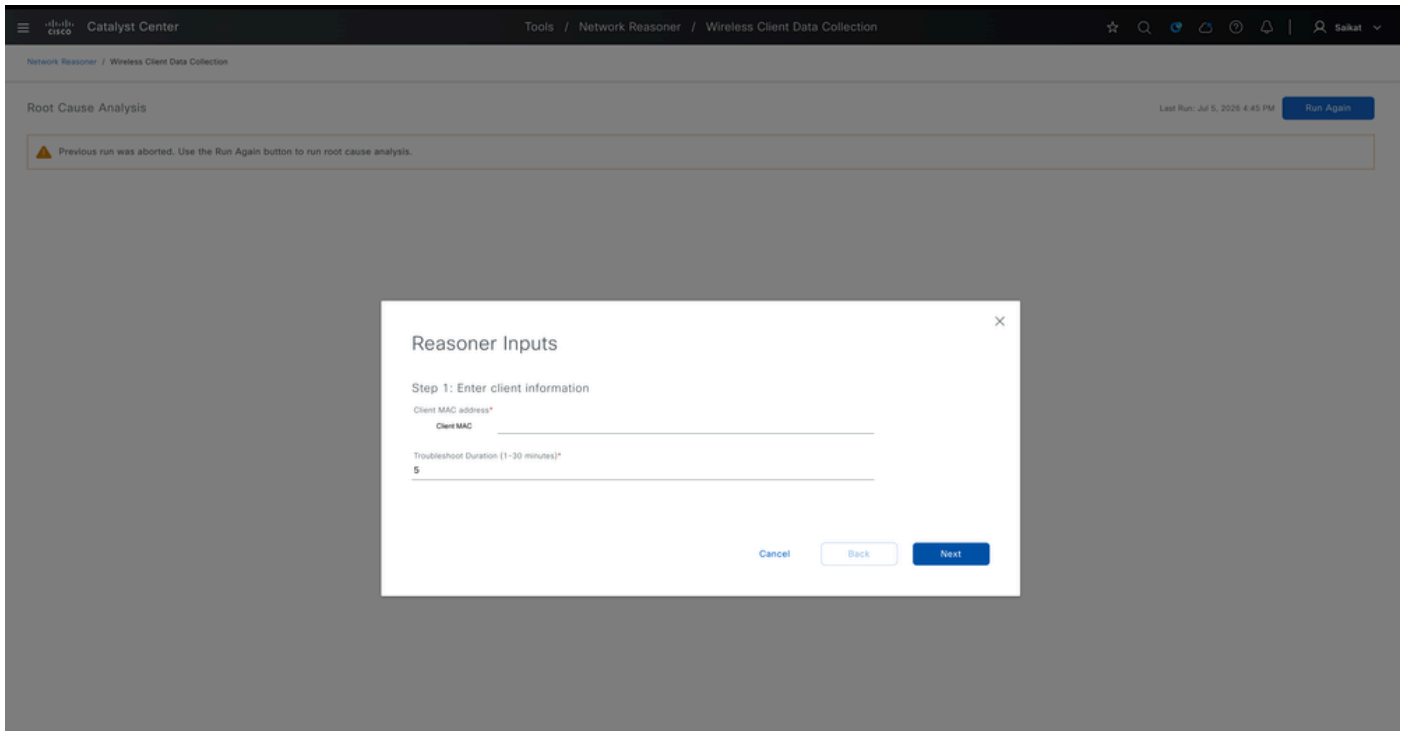 cisco Catalyst Center Tools / Network Reasoner / Wireless Client Data Collection Saikat
Network Reasoner / Wireless Client Data Collection
Root Cause Analysis Last Run: Jul 5, 2026 4:45 PM Run Again
Previous run was aborted. Use the Run Again button to run root cause analysis.
Reasoner Inputs
Step 1: Enter client information
Client MAC address*
Client MAC
Troubleshoot Duration (1-30 minutes)*
5
Cancel Back Next